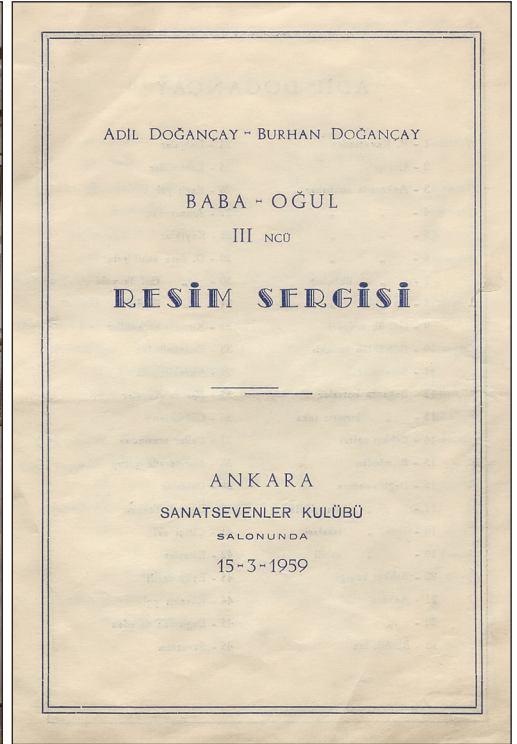 ADİL DOĞANÇAY - BURHAN DOĞANÇAY
BABA - OĞUL
III NCÜ
RESİM SERGİSİ
ANKARA
SANATSEVENLER KULÜBÜ
SALONUNDA
15-3-1959